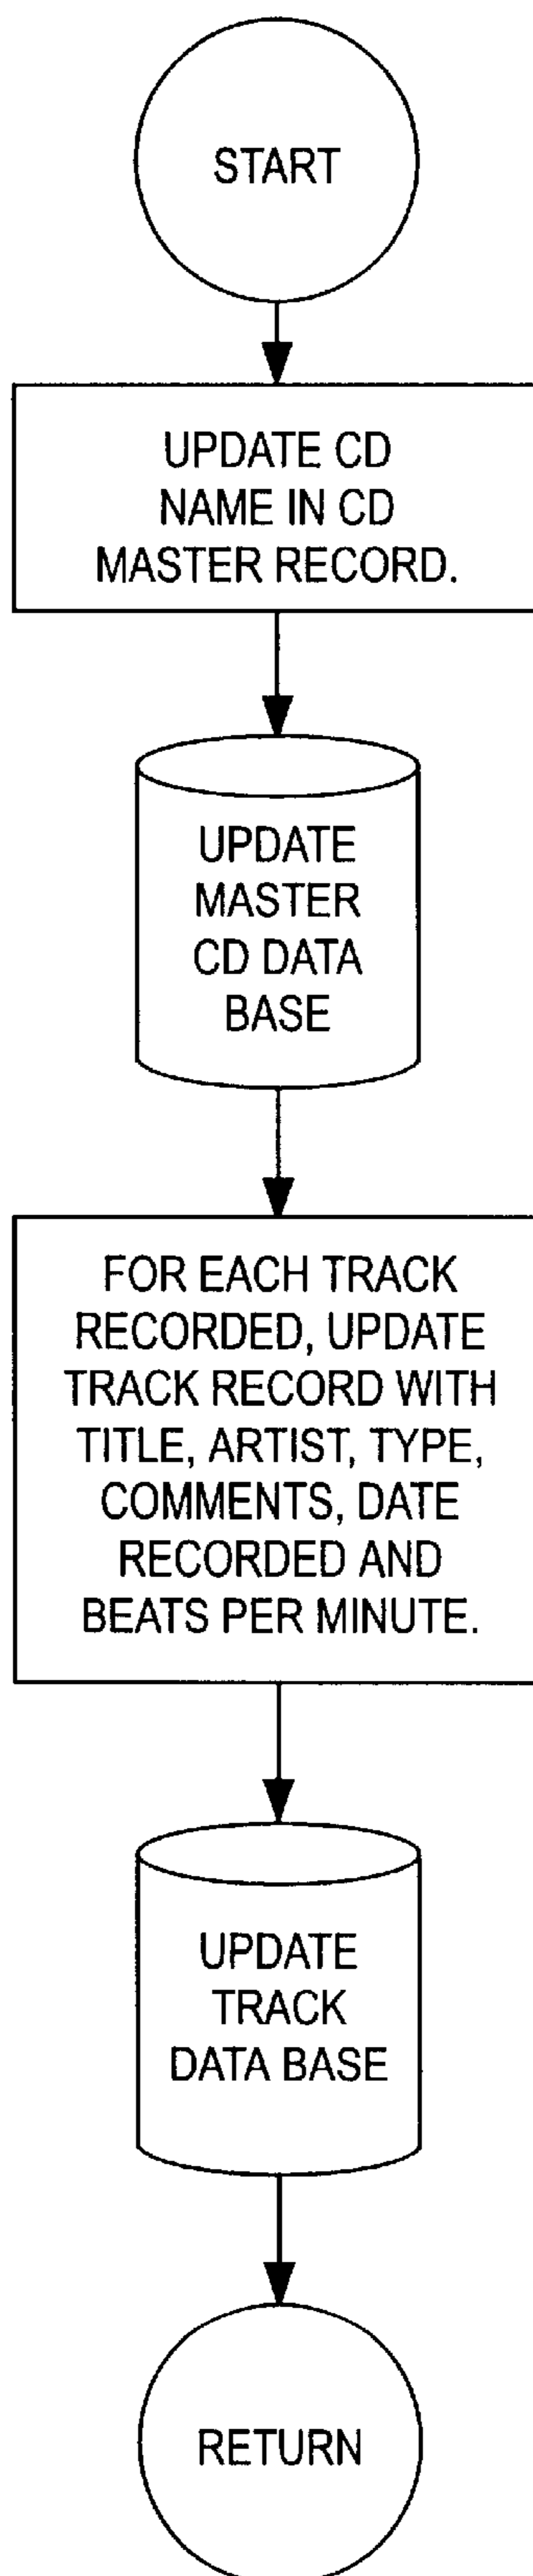 START
UPDATE CD
NAME IN CD
MASTER RECORD.
UPDATE
MASTER
CD DATA
BASE
FOR EACH TRACK
RECORDED, UPDATE
TRACK RECORD WITH
TITLE, ARTIST, TYPE,
COMMENTS, DATE
RECORDED AND
BEATS PER MINUTE.
UPDATE
TRACK
DATA BASE
RETURN